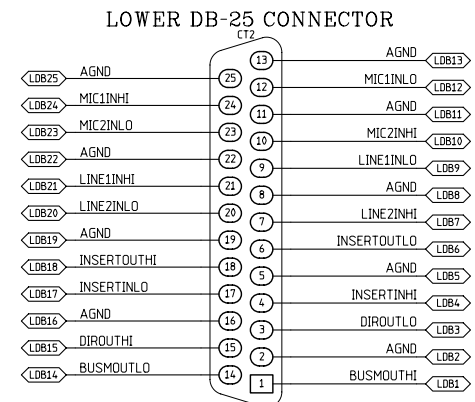 LOWER DB-25 CONNECTOR
CT2
13 AGND LDB13
LDB25 AGND 25
12 MIC1INLO LDB12
LDB24 MIC1INHI 24
11 AGND LDB11
LDB23 MIC2INLO 23
10 MIC2INHI LDB10
LDB22 AGND 22
9 LINE1INLO LDB9
LDB21 LINE1INHI 21
8 AGND LDB8
LDB20 LINE2INLO 20
7 LINE2INHI LDB7
LDB19 AGND 19
6 INSERTOUTLO LDB6
LDB18 INSERTOUTHI 18
5 AGND LDB5
LDB17 INSERTINLO 17
4 INSERTINHI LDB4
LDB16 AGND 16
3 DIROUTLO LDB3
LDB15 DIROUTHI 15
2 AGND LDB2
LDB14 BUSMOUTLO 14
1 BUSMOUTHI LDB1